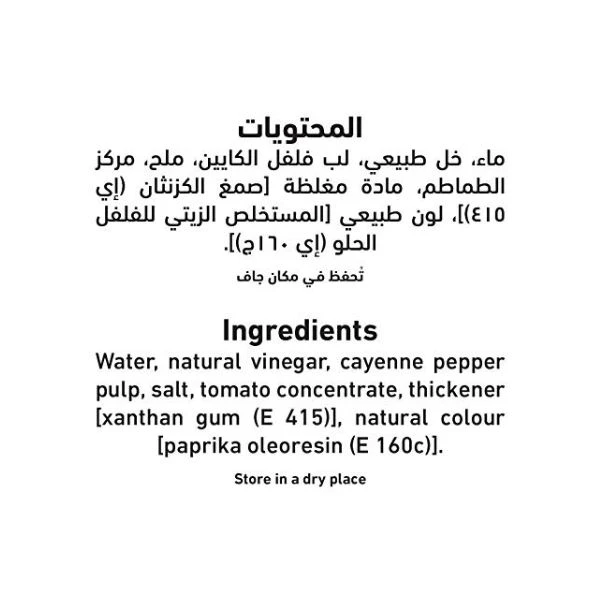 المحتويات
ماء، خل طبيعي، لب فلفل الكايين، ملح، مركز
الطماطم، مادة مغلظة [صمغ الكزنثان (إي
٤١٥)]، لون طبيعي [المستخلص الزيتي للفلفل
الحلو (إي ١٦٠ج)].
تُحفظ في مكان جاف
Ingredients
Water, natural vinegar, cayenne pepper
pulp, salt, tomato concentrate, thickener
[xanthan gum (E 415)], natural colour
[paprika oleoresin (E 160c)].
Store in a dry place